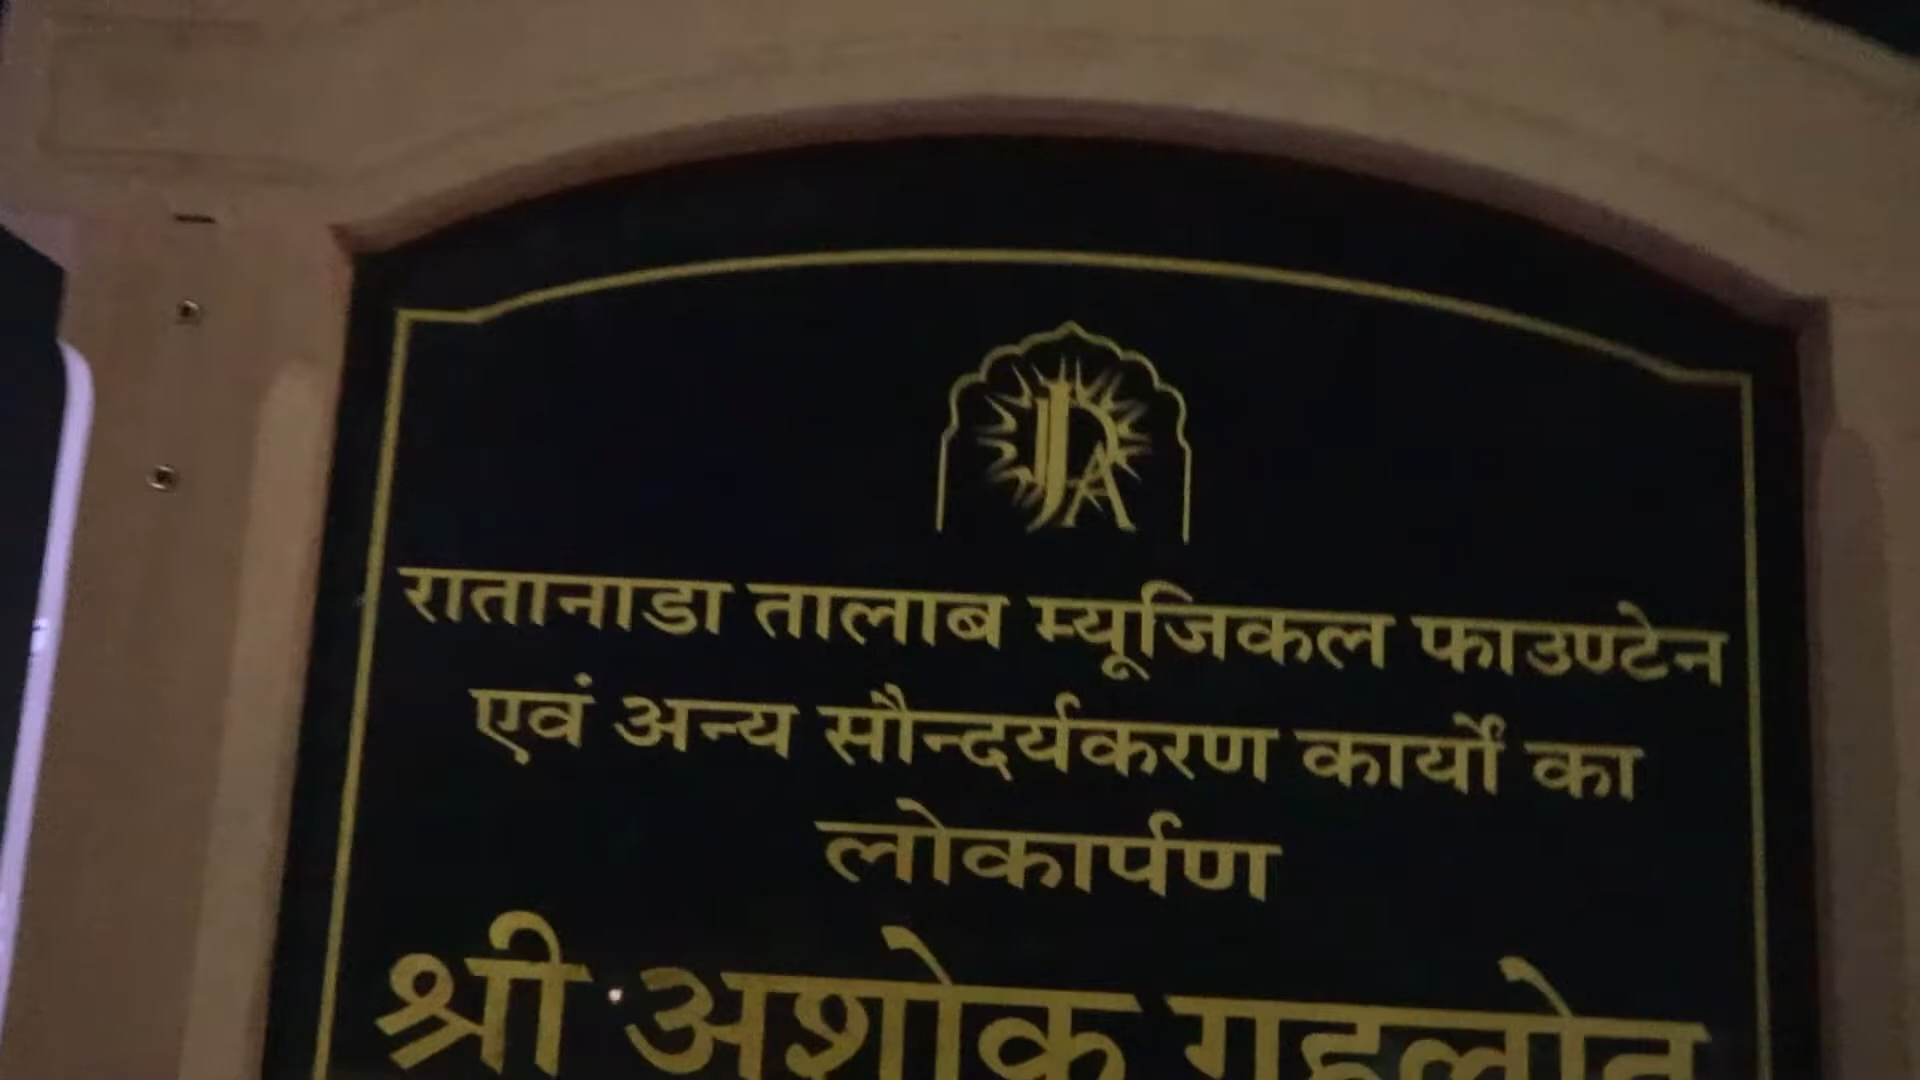 JDA
रातानाडा तालाब म्यूजिकल फाउण्टेन
एवं अन्य सौन्दर्यकरण कार्यों का
लोकार्पण
श्री अशोक गहलोत